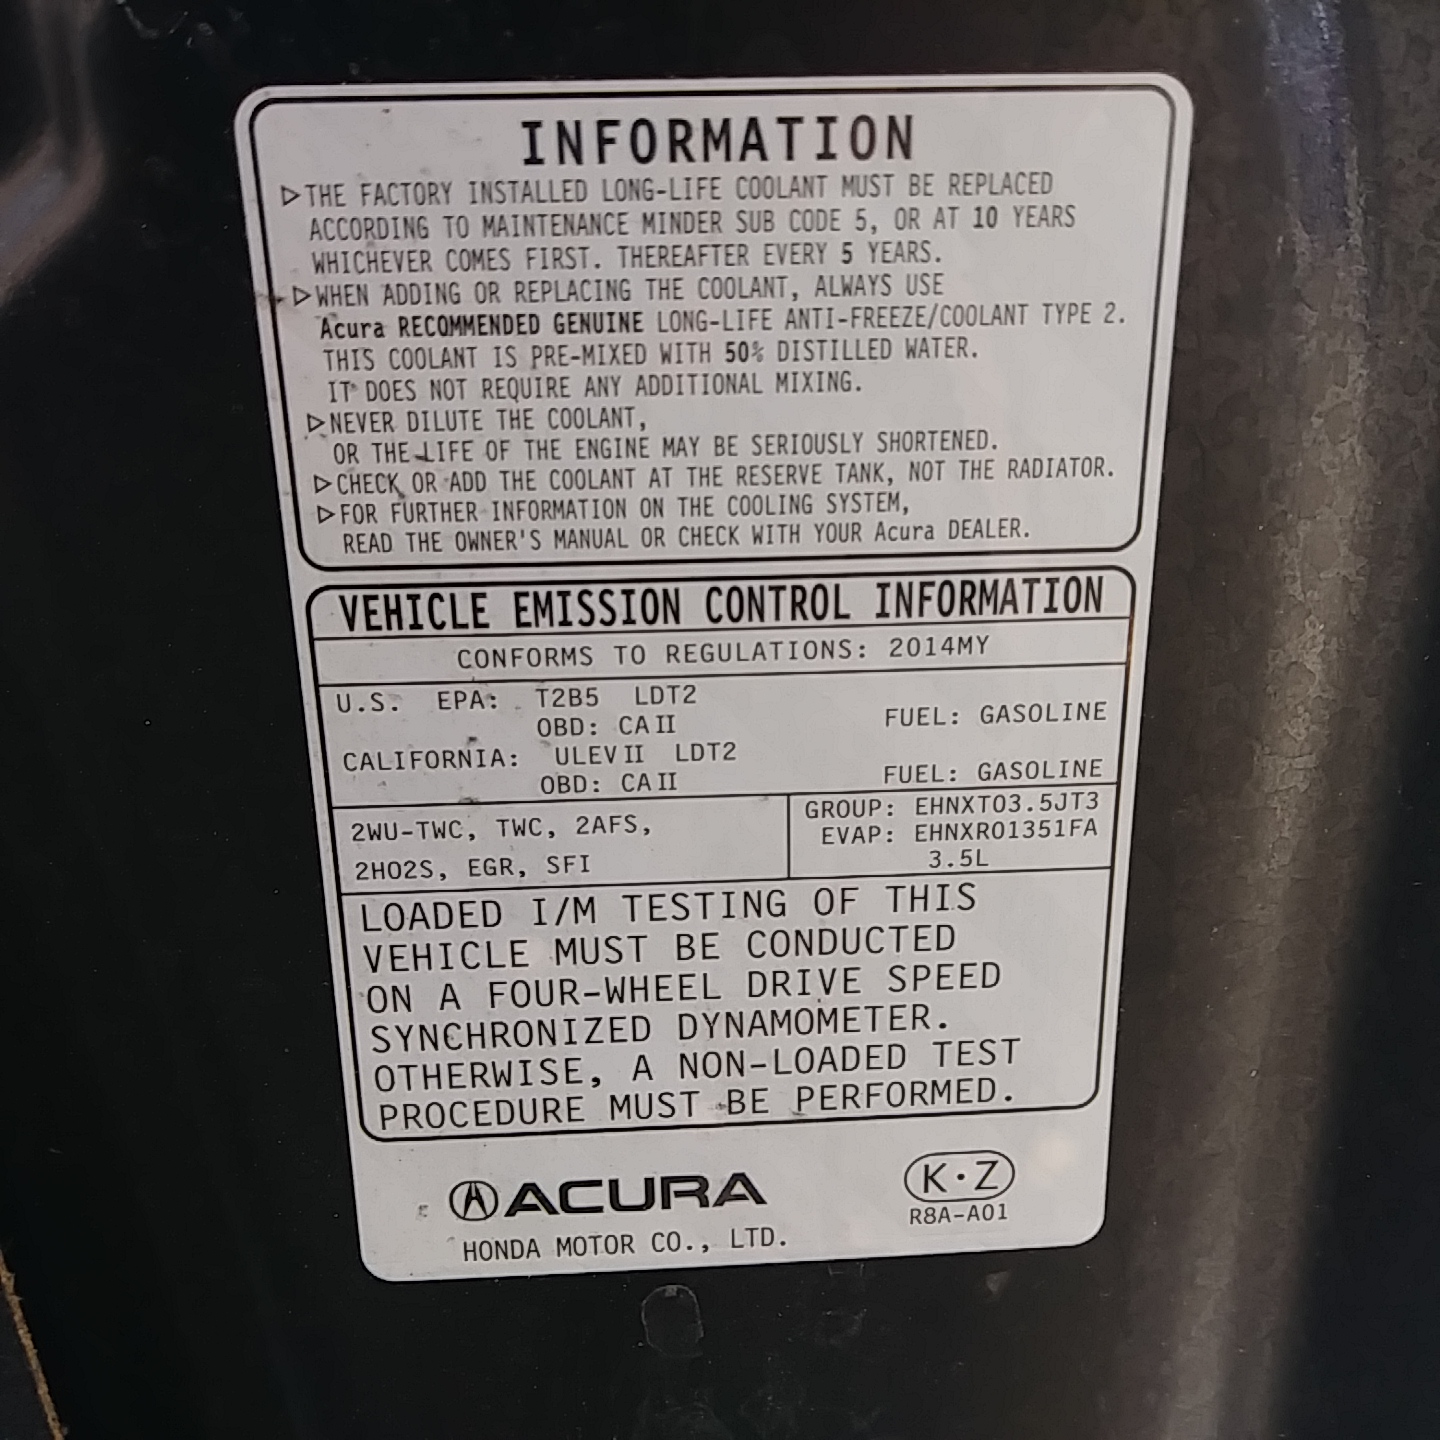 INFORMATION
▷THE FACTORY INSTALLED LONG-LIFE COOLANT MUST BE REPLACED
ACCORDING TO MAINTENANCE MINDER SUB CODE 5, OR AT 10 YEARS
WHICHEVER COMES FIRST. THEREAFTER EVERY 5 YEARS.
▷WHEN ADDING OR REPLACING THE COOLANT, ALWAYS USE
Acura RECOMMENDED GENUINE LONG-LIFE ANTI-FREEZE/COOLANT TYPE 2.
THIS COOLANT IS PRE-MIXED WITH 50% DISTILLED WATER.
IT DOES NOT REQUIRE ANY ADDITIONAL MIXING.
▷NEVER DILUTE THE COOLANT,
OR THE LIFE OF THE ENGINE MAY BE SERIOUSLY SHORTENED.
▷CHECK OR ADD THE COOLANT AT THE RESERVE TANK, NOT THE RADIATOR.
▷FOR FURTHER INFORMATION ON THE COOLING SYSTEM,
READ THE OWNER'S MANUAL OR CHECK WITH YOUR Acura DEALER.
VEHICLE EMISSION CONTROL INFORMATION
CONFORMS TO REGULATIONS: 2014MY
U.S. EPA: T2B5 LDT2
OBD: CAII FUEL: GASOLINE
CALIFORNIA: ULEVII LDT2
OBD: CAII FUEL: GASOLINE
2WU-TWC, TWC, 2AFS,
2HO2S, EGR, SFI
GROUP: EHNXT03.5JT3
EVAP: EHNXR01351FA
3.5L
LOADED I/M TESTING OF THIS
VEHICLE MUST BE CONDUCTED
ON A FOUR-WHEEL DRIVE SPEED
SYNCHRONIZED DYNAMOMETER.
OTHERWISE, A NON-LOADED TEST
PROCEDURE MUST BE PERFORMED.
ACURA
HONDA MOTOR CO., LTD.
K·Z
R8A-A01